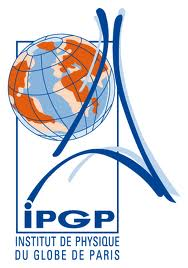 iPGP
INSTITUT DE PHYSIQUE
DU GLOBE DE PARIS